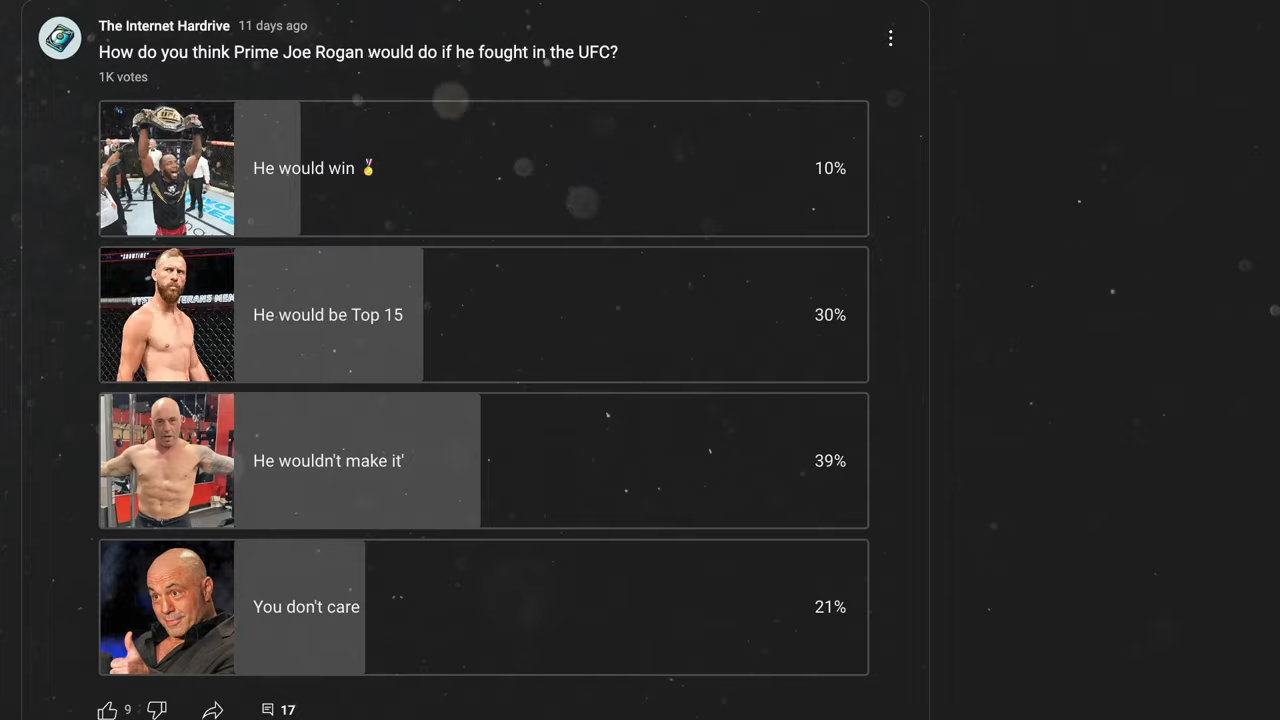 The Internet Hardrive 11 days ago
How do you think Prime Joe Rogan would do if he fought in the UFC?
1K votes
He would win 🏅
10%
He would be Top 15
30%
He wouldn't make it'
39%
You don't care
21%
9
17